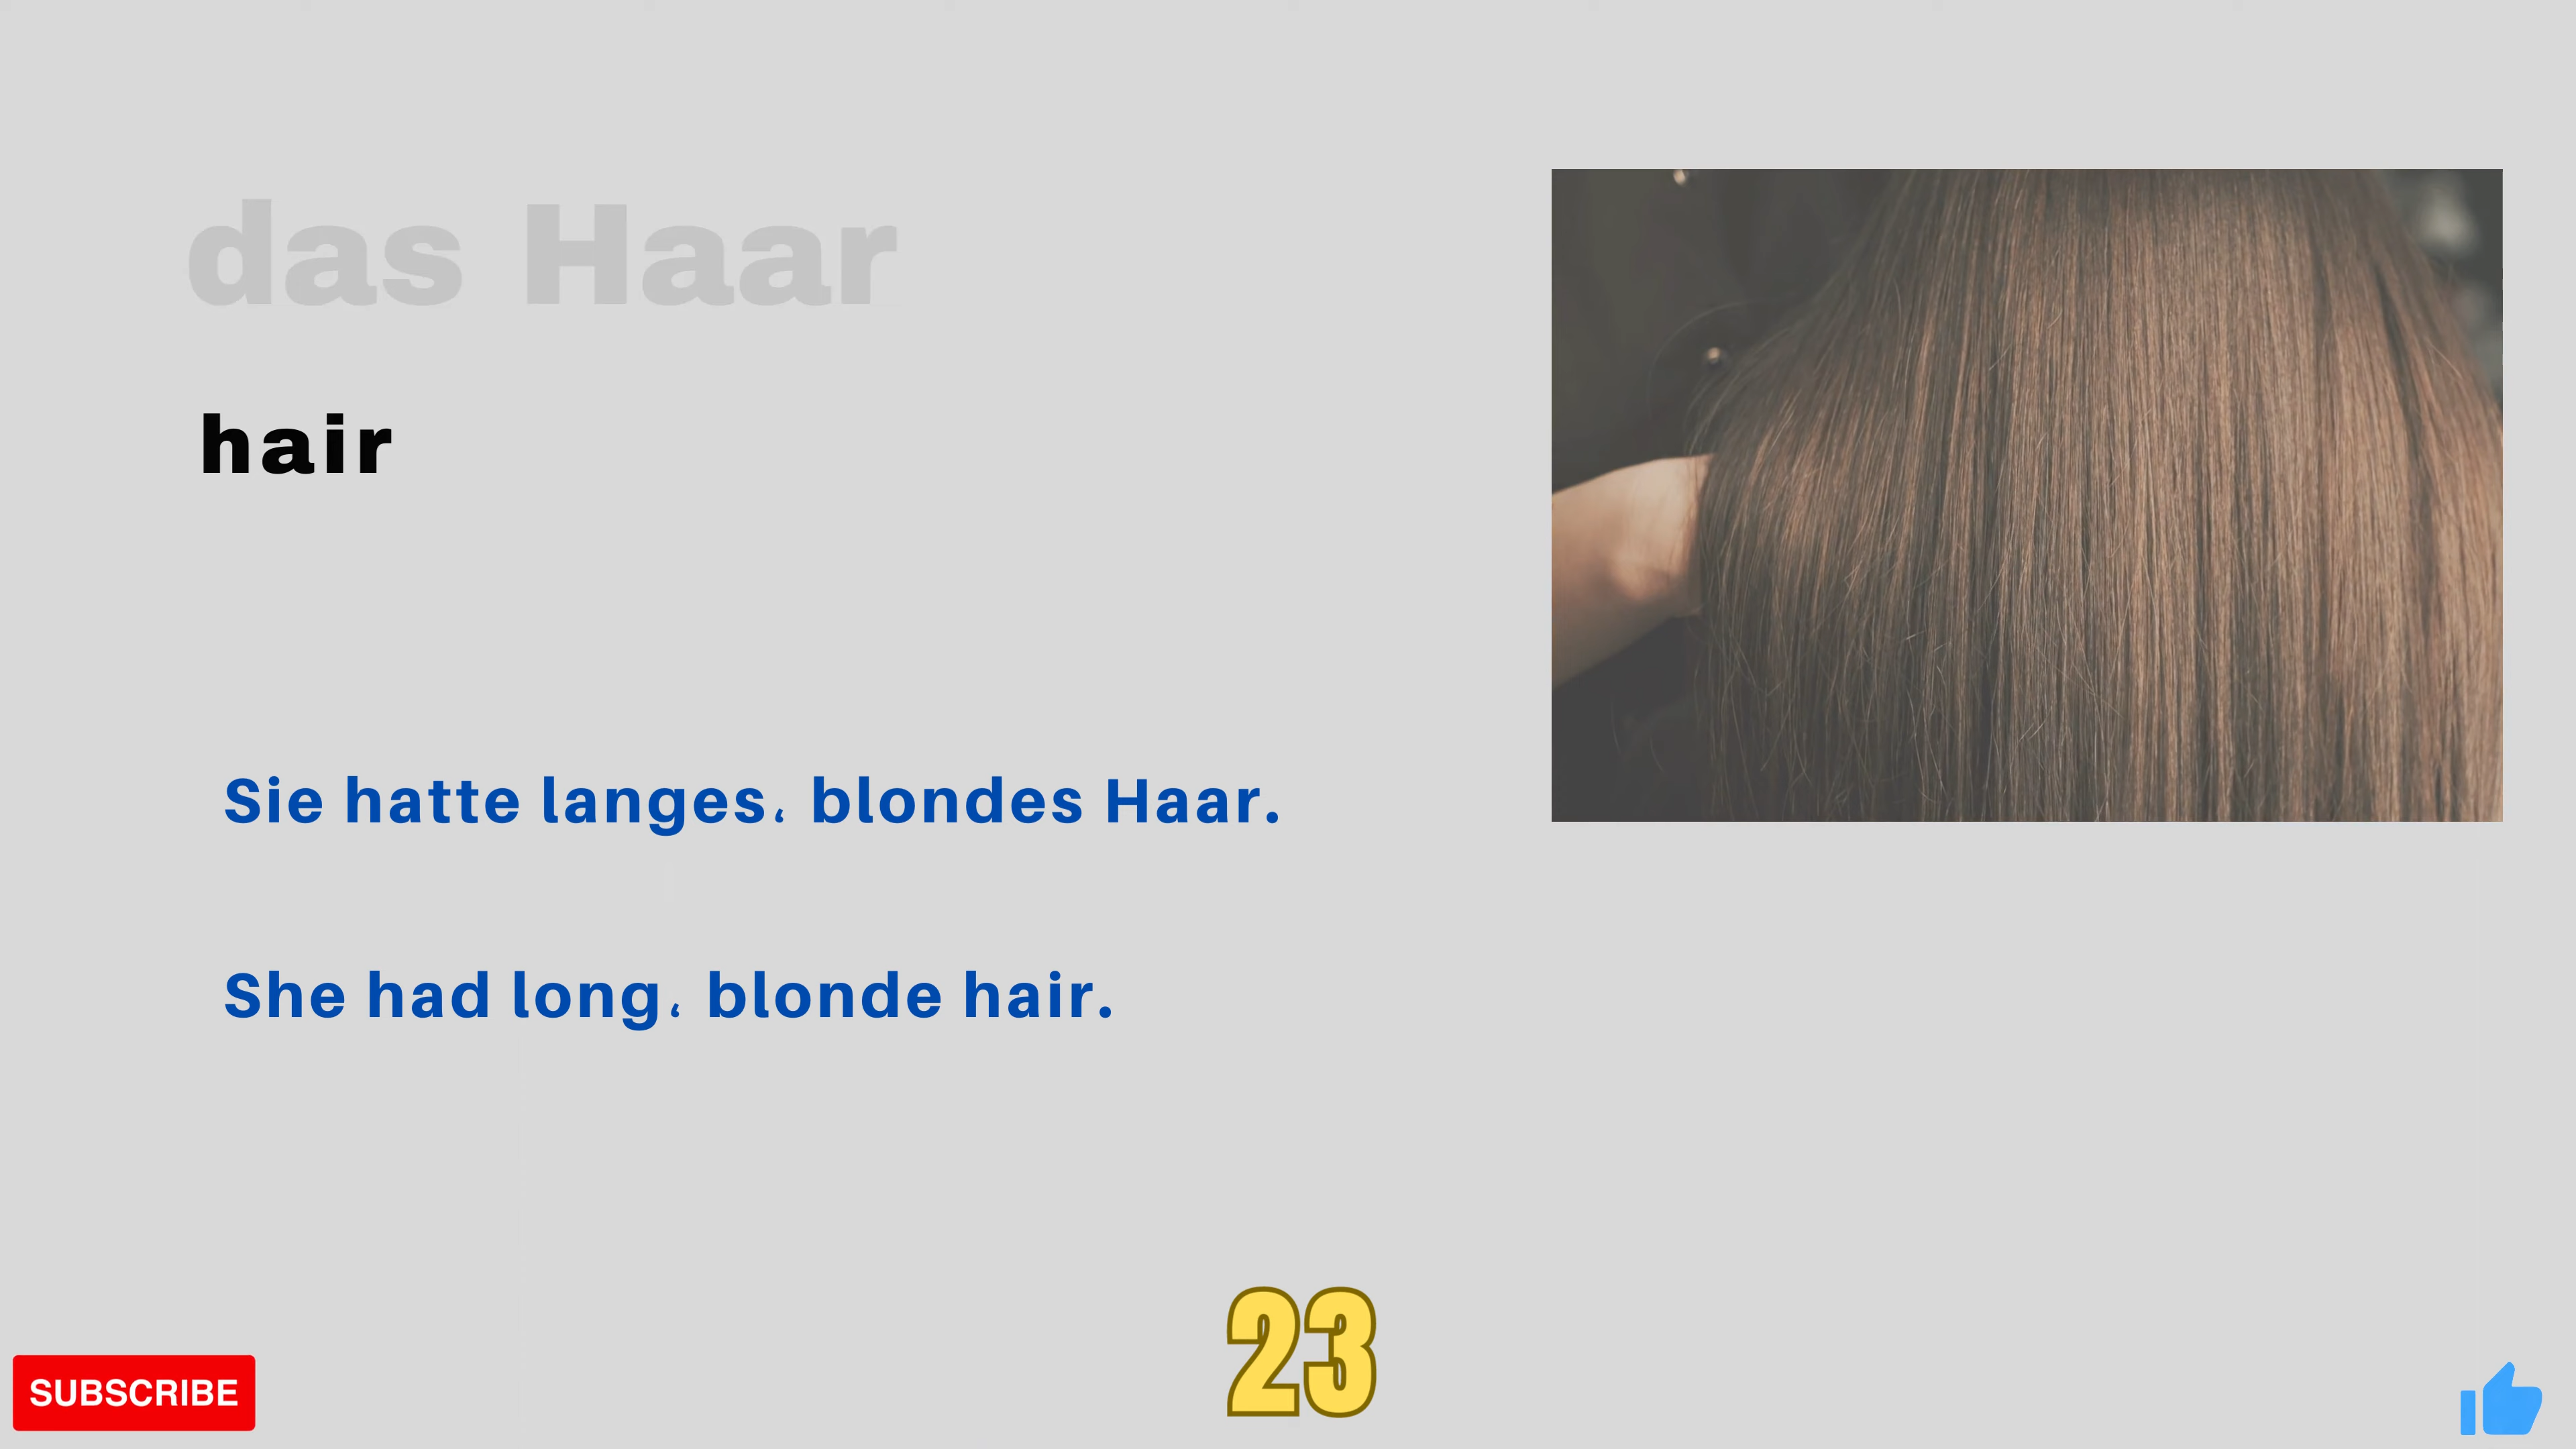 das Haar
hair
Sie hatte langes، blondes Haar.
She had long، blonde hair.
23
SUBSCRIBE